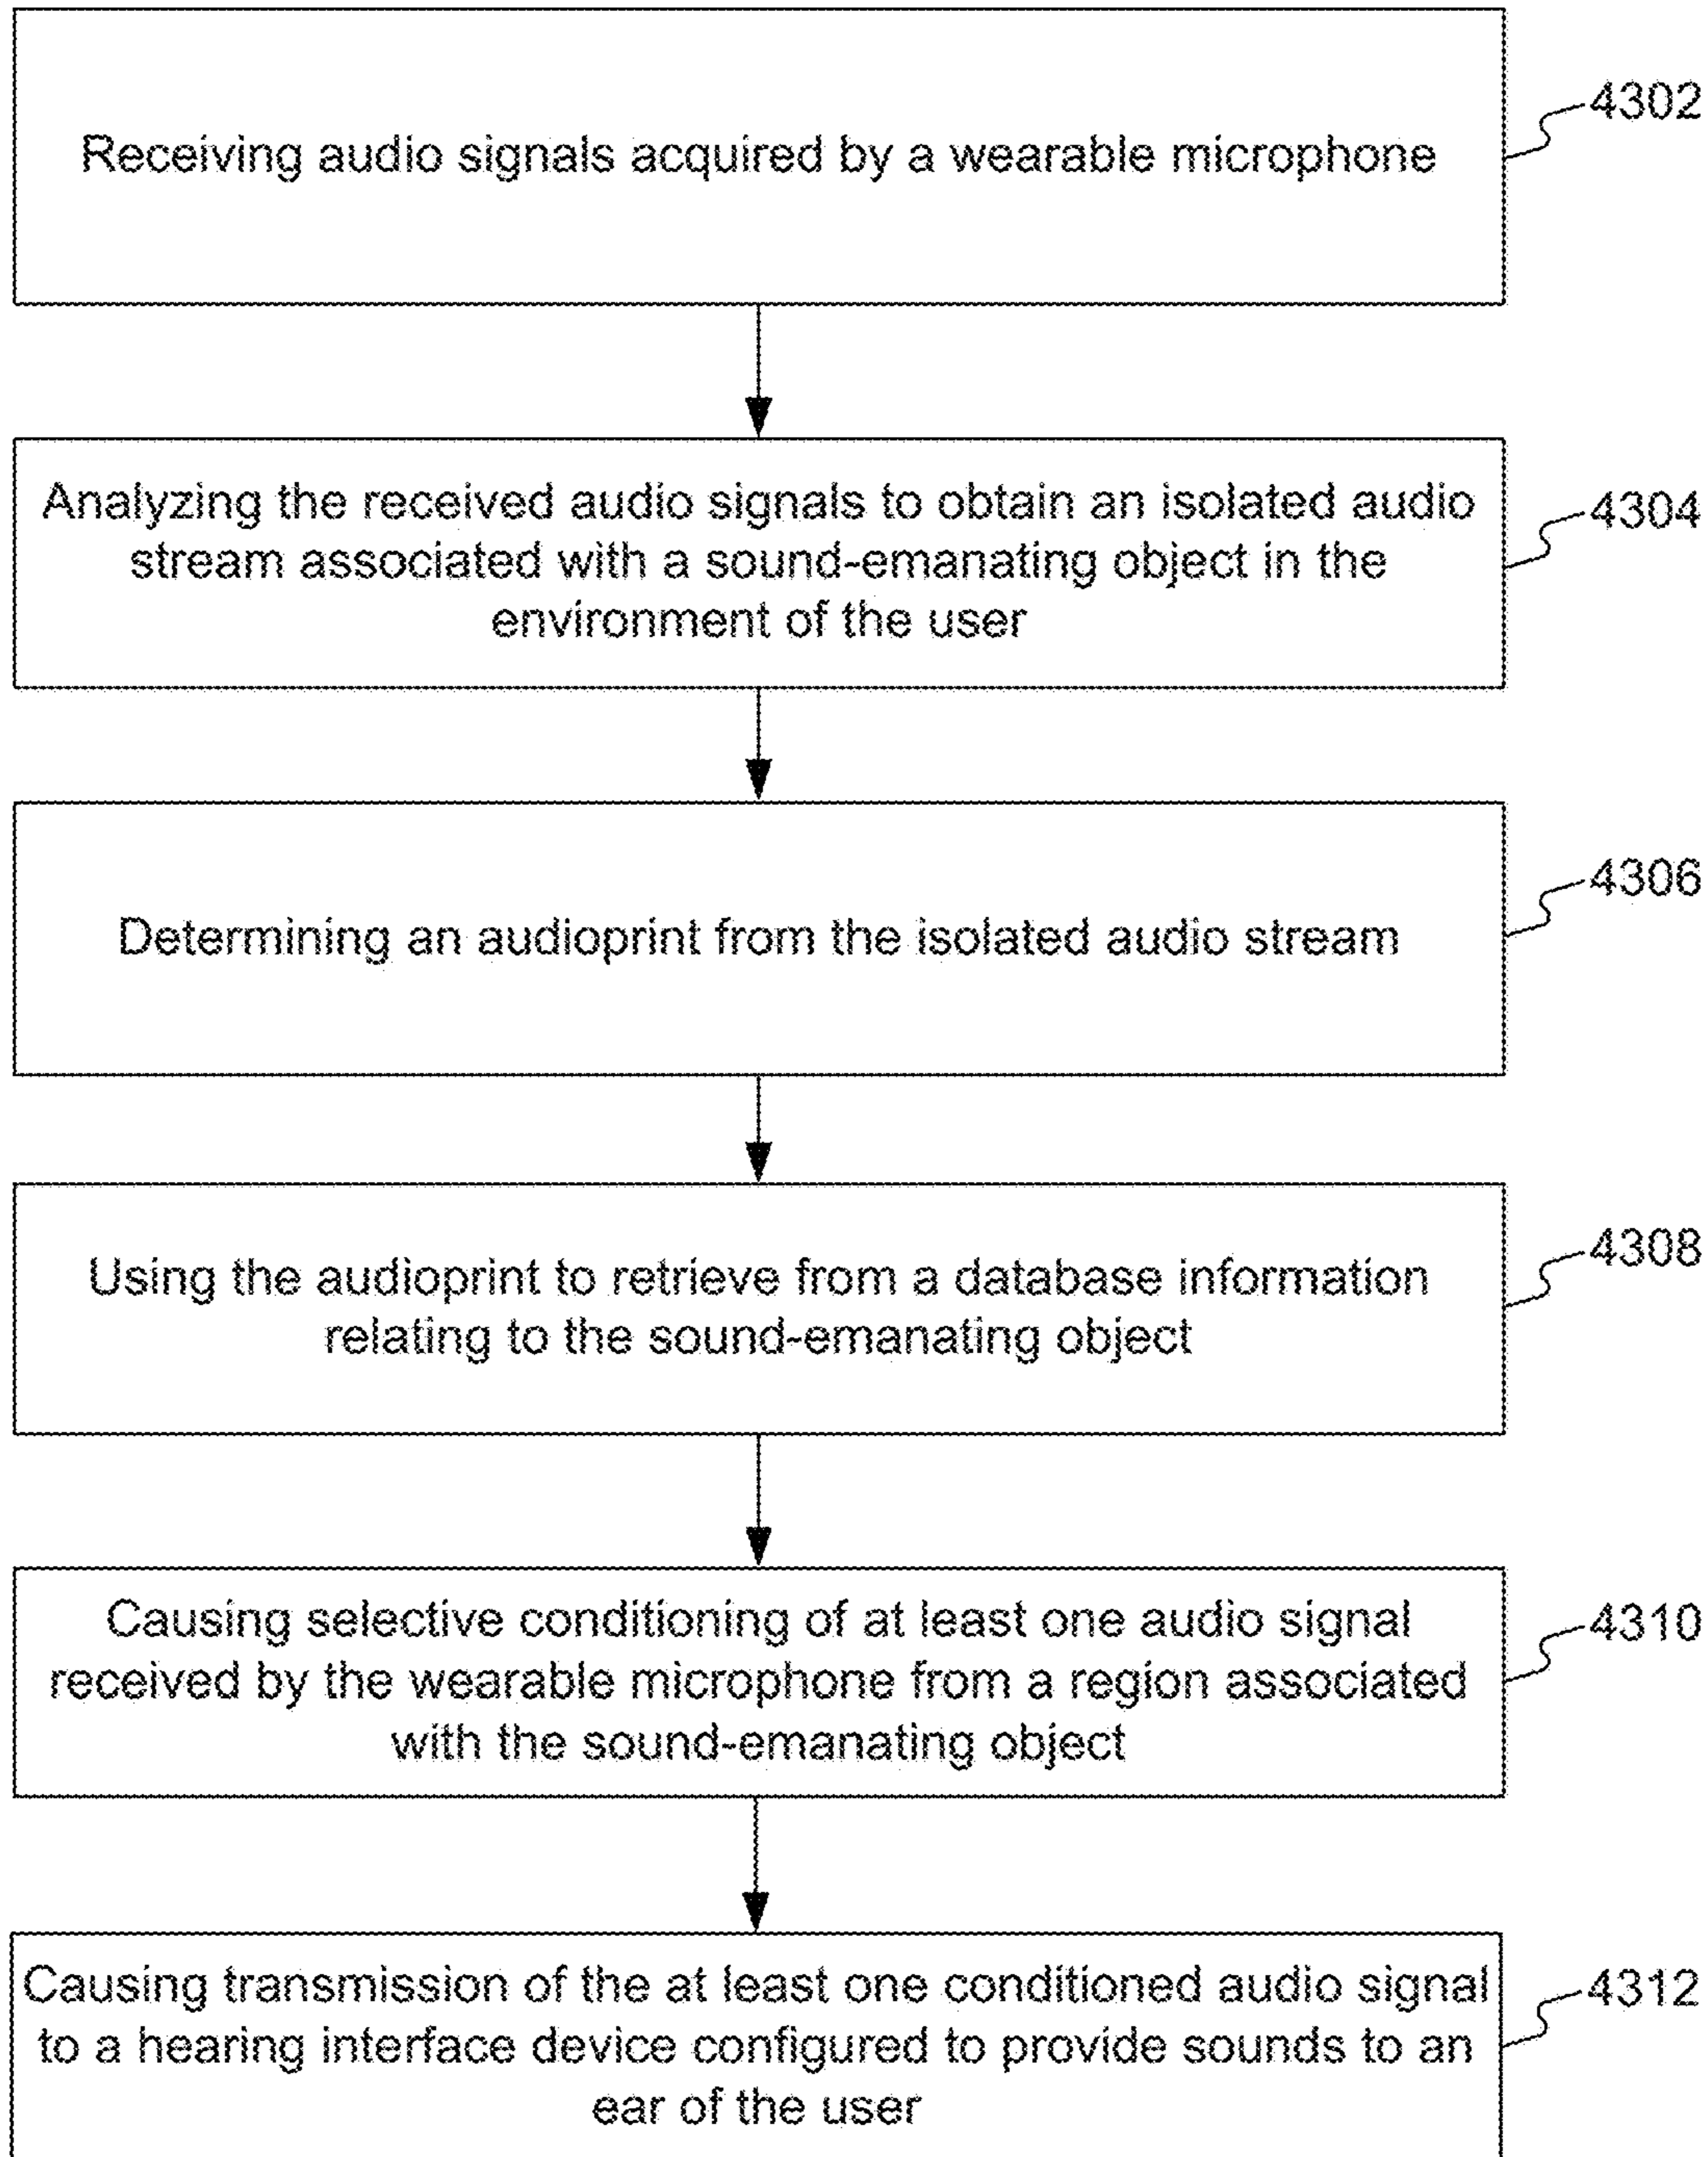 4302
Receiving audio signals acquired by a wearable microphone
Analyzing the received audio signals to obtain an isolated audio
stream associated with a sound-emanating object in the
environment of the user
4304
4306
Determining an audioprint from the isolated audio stream
4308
Using the audioprint to retrieve from a database information
relating to the sound-emanating object
Causing selective conditioning of at least one audio signal
received by the wearable microphone from a region associated
with the sound-emanating object
4310
Causing transmission of the at least one conditioned audio signal
to a hearing interface device configured to provide sounds to an
ear of the user
4312